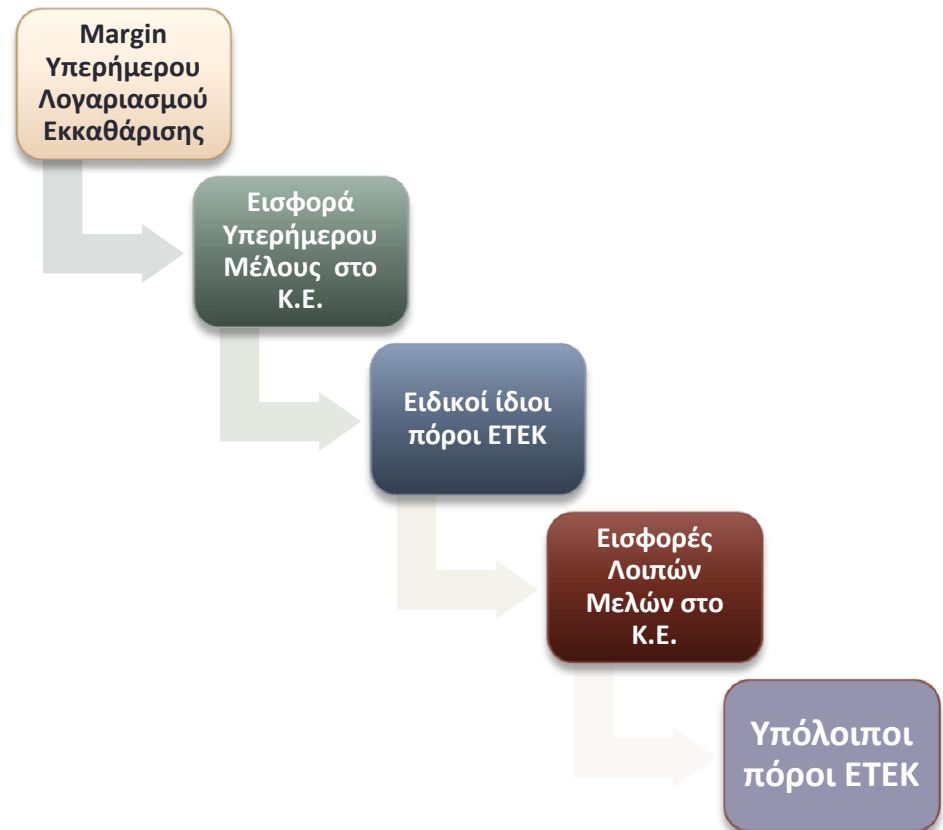 Margin
Υπερήμερου
Λογαριασμού
Εκκαθάρισης
Εισφορά
Υπερήμερου
Μέλους στο
Κ.Ε.
Ειδικοί ίδιοι
πόροι ΕΤΕΚ
Εισφορές
Λοιπών
Μελών στο
Κ.Ε.
Υπόλοιποι
πόροι ΕΤΕΚ